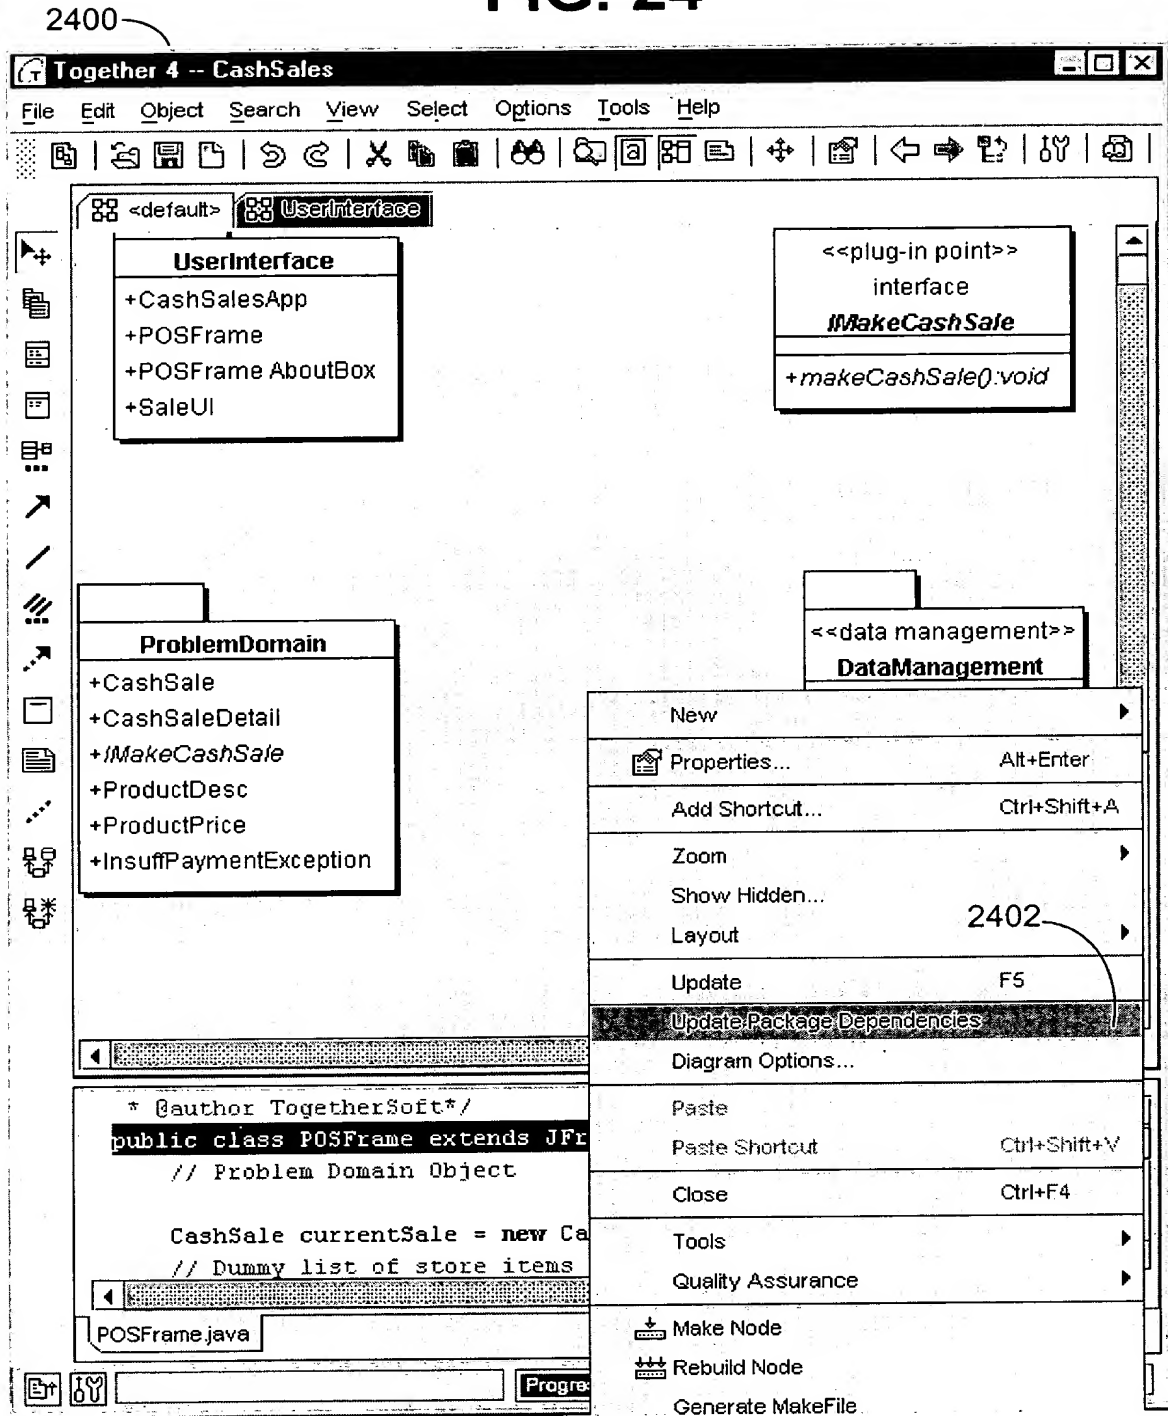 FIG. 24
2400
Together 4 -- CashSales
File Edit Object Search View Select Options Tools Help
<default> UserInterface
UserInterface
+CashSalesApp
+POSFrame
+POSFrame AboutBox
+SaleUI
<<plug-in point>>
interface
IMakeCashSale
+makeCashSale():void
ProblemDomain
+CashSale
+CashSaleDetail
+IMakeCashSale
+ProductDesc
+ProductPrice
+InsuffPaymentException
<<data management>>
DataManagement
New
Properties... Alt+Enter
Add Shortcut... Ctrl+Shift+A
Zoom
Show Hidden...
Layout
2402
Update F5
Update Package Dependencies
Diagram Options...
Paste
Paste Shortcut Ctrl+Shift+V
Close Ctrl+F4
Tools
Quality Assurance
Make Node
Rebuild Node
Generate MakeFile
* @author TogetherSoft*/
public class POSFrame extends JFr
// Problem Domain Object
CashSale currentSale = new Ca
// Dummy list of store items
POSFrame.java
Progre